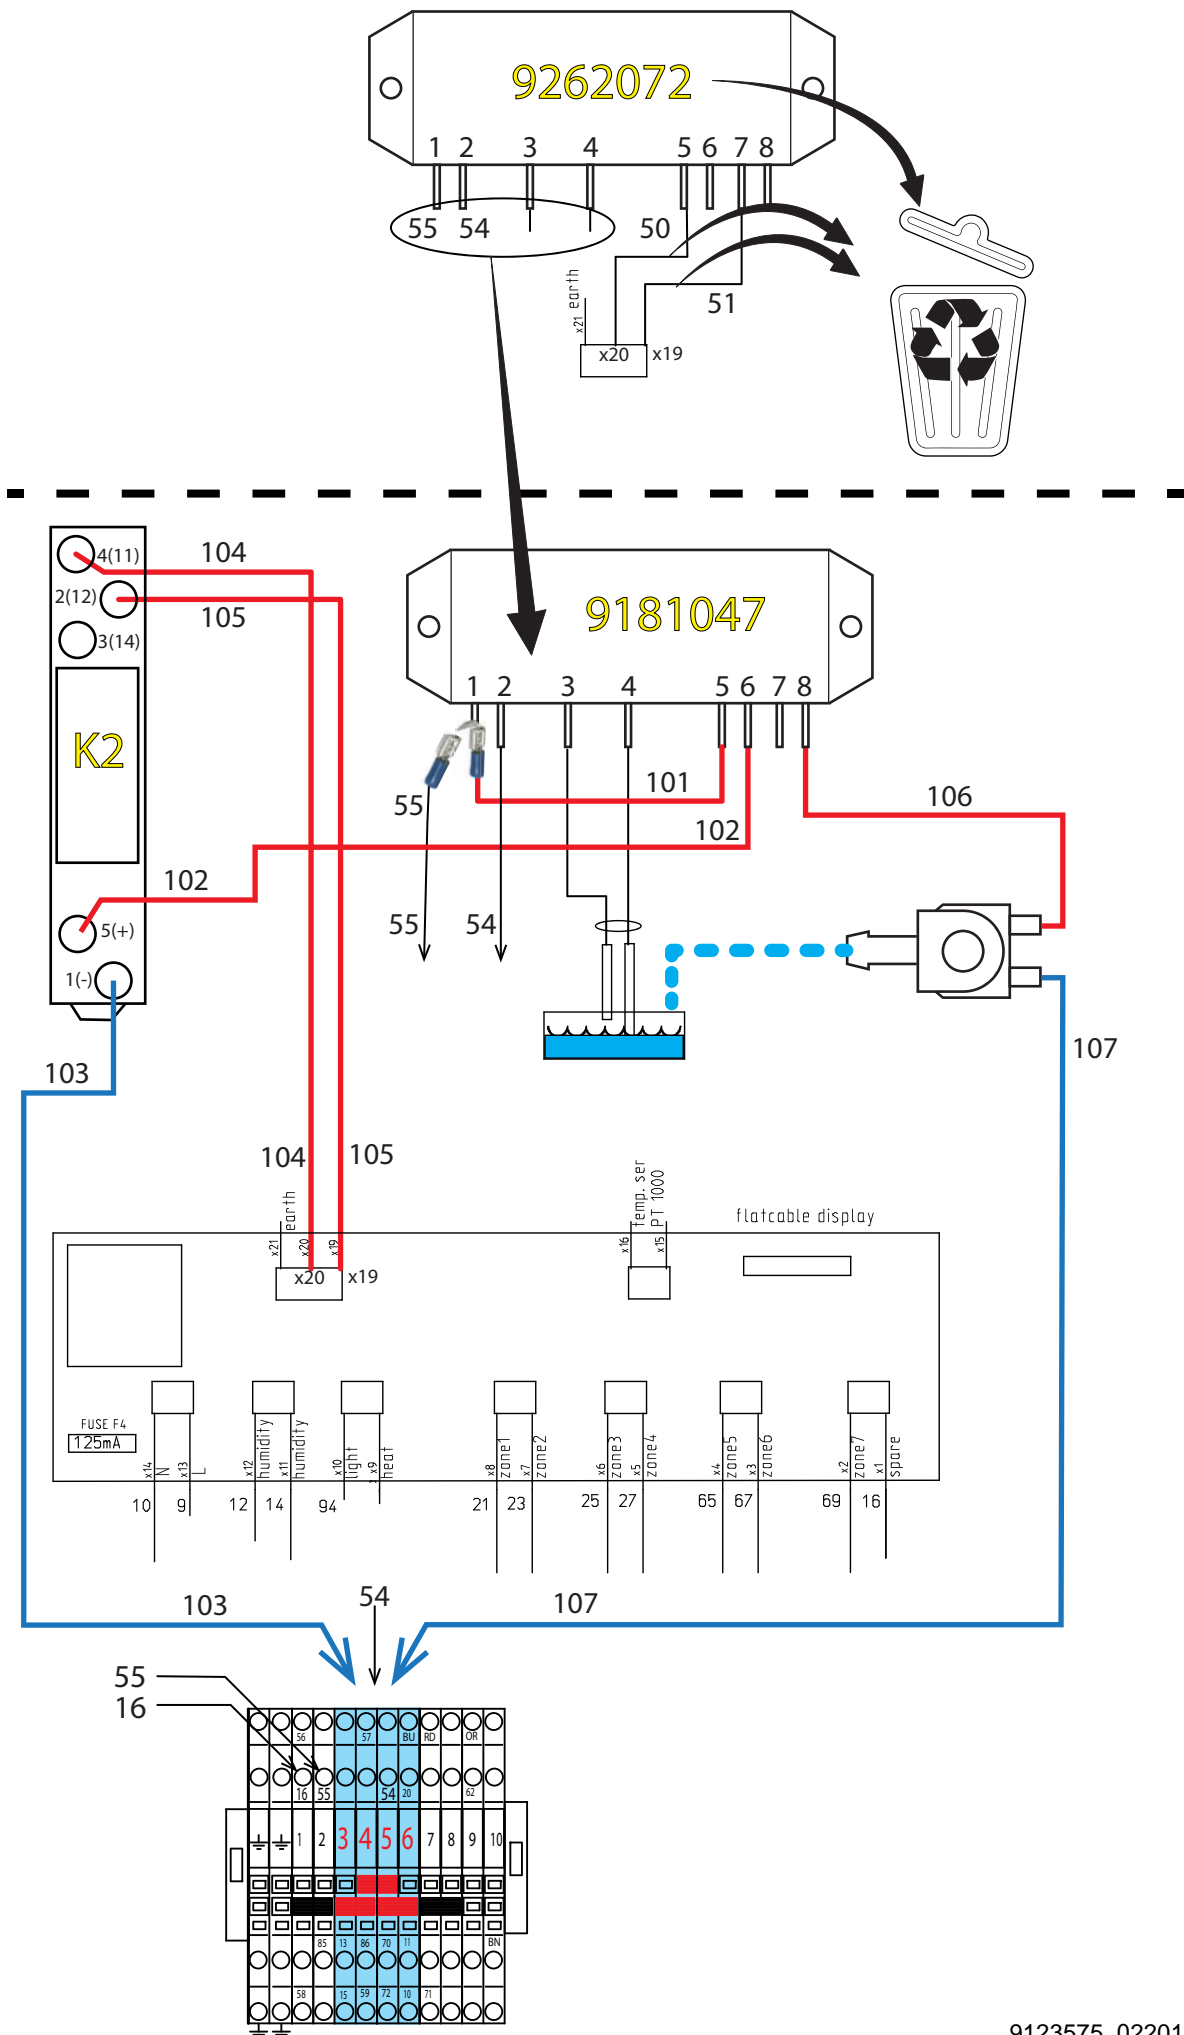 9262072
1 2 3 4 5 6 7 8
55 54 50
51
x21 earth
x20 x19
4(11) 104
2(12) 105
3(14)
K2
9181047
1 2 3 4 5 6 7 8
101
55
106
102
102
5(+)
55 54
1(-)
103
107
104 105
earth
x21 x20 x19
x20 x19
temp. ser
PT 1000
x16 x15
flatcable display
FUSE F4
125mA
x14 N x13 L x12 humidity x11 humidity x10 light x9 heat x8 zone1 x7 zone2 x6 zone3 x5 zone4 x4 zone5 x3 zone6 x2 zone7 x1 spare
10 9 12 14 94 21 23 25 27 65 67 69 16
103 54 107
55
16
56 57 BU RD OR
16 55 54 20 62
1 2 3 4 5 6 7 8 9 10
85 13 86 70 11 BN
58 15 59 72 10 71
9123575_02201